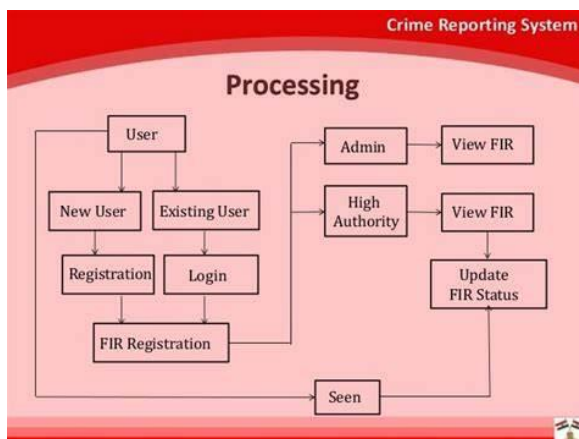 Crime Reporting System
Processing
User
Admin
View FIR
New User
Existing User
High
Authority
View FIR
Registration
Login
Update
FIR Status
FIR Registration
Seen